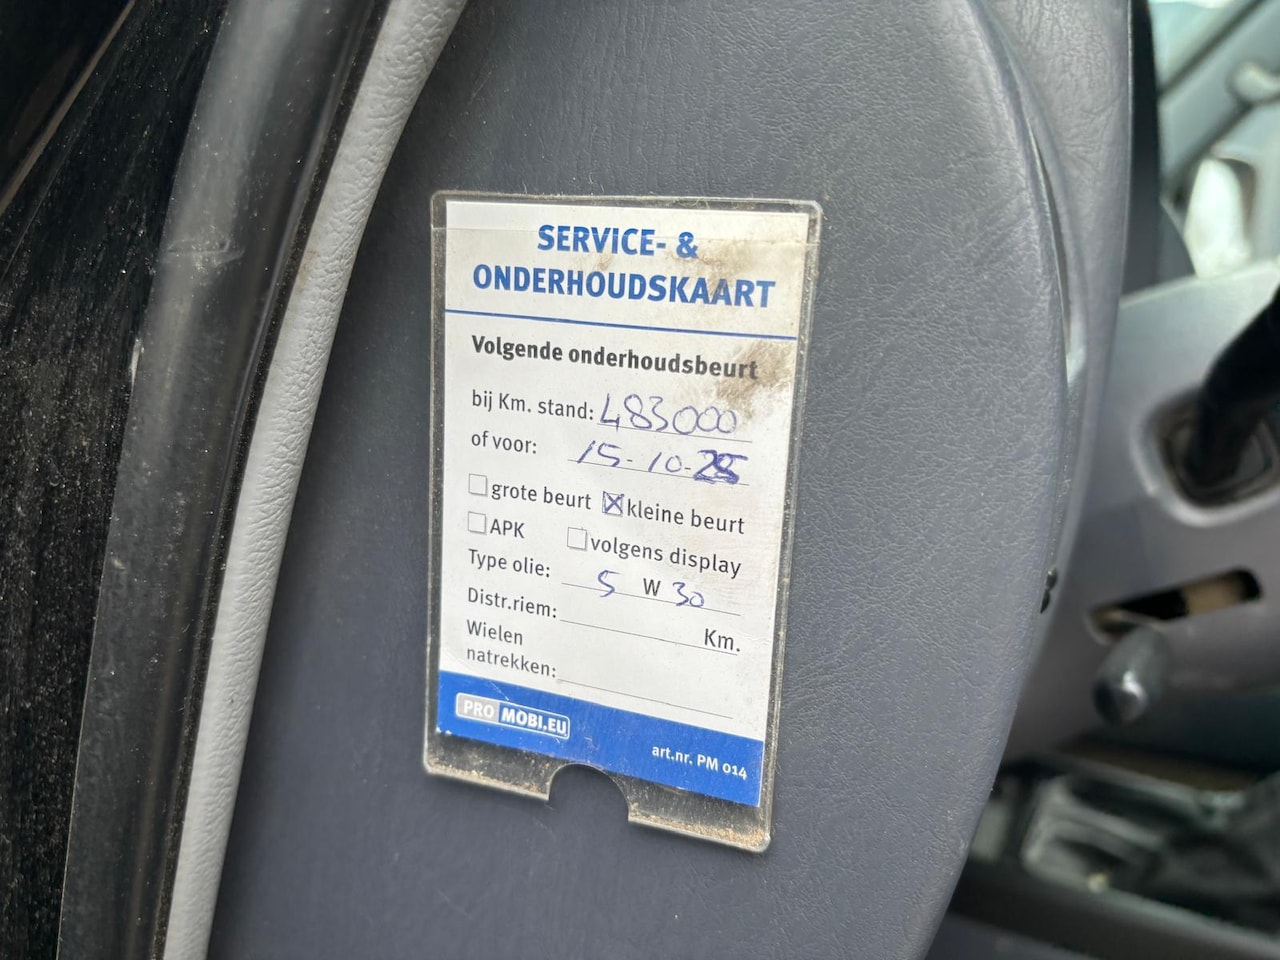 SERVICE- &
ONDERHOUDSKAART
Volgende onderhoudsbeurt
bij Km. stand: 483000
of voor: 15-10-25
grote beurt kleine beurt
APK volgens display
Type olie: 5 W 30
Distr.riem: Km.
Wielen
natrekken:
PRO MOBI.EU
art.nr. PM 014